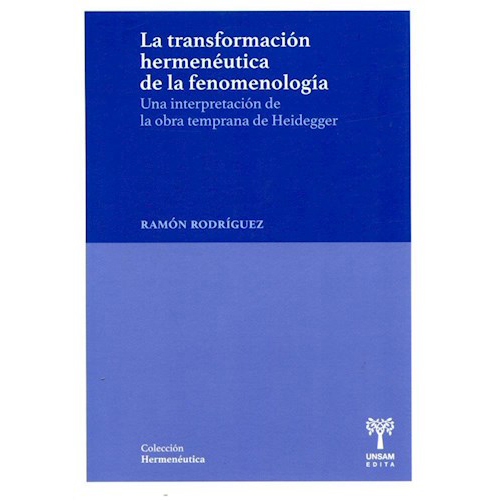 La transformación
hermenéutica
de la fenomenología
Una interpretación de
la obra temprana de Heidegger
RAMÓN RODRÍGUEZ
Colección
Hermenéutica
UNSAM
EDITA